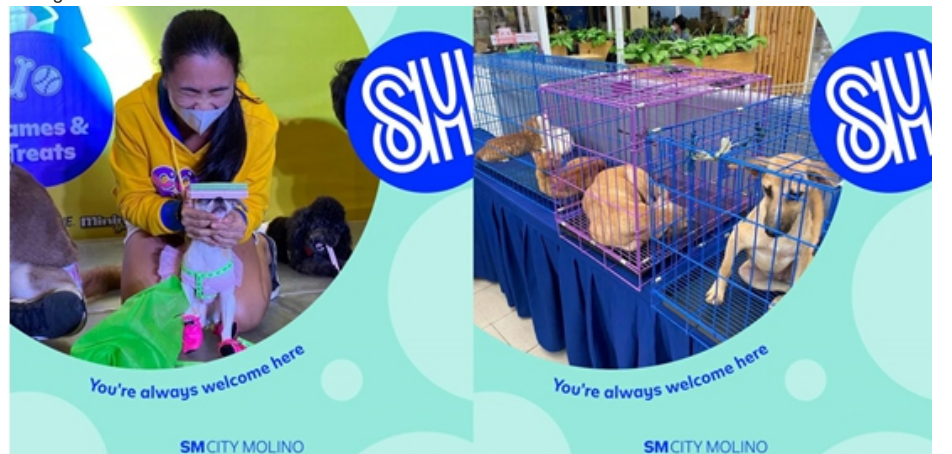 ames &
Treats
SM
You're always welcome here
SM CITY MOLINO
SM
You're always welcome here
SM CITY MOLINO